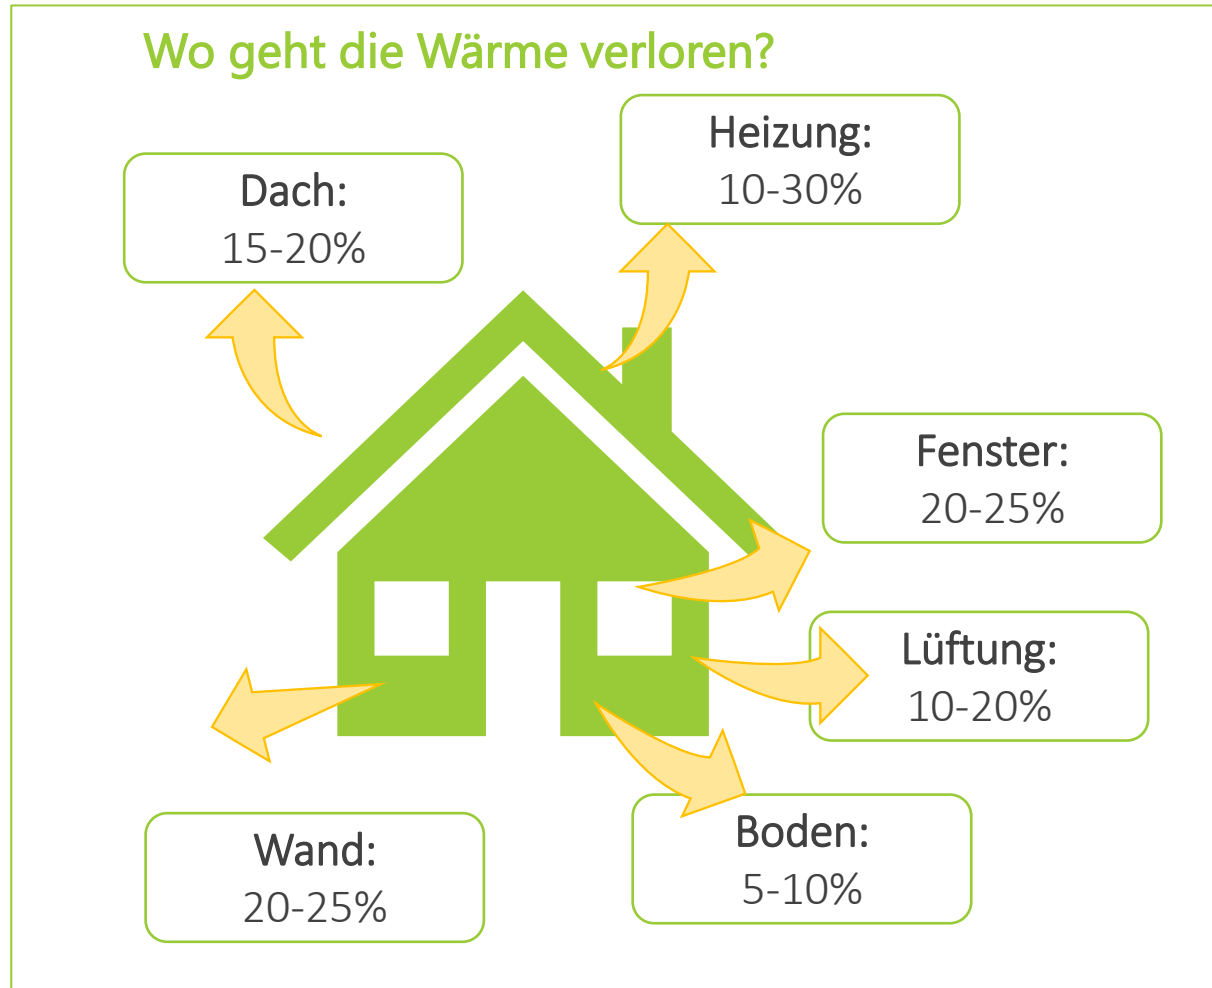 Wo geht die Wärme verloren?
Heizung:
10-30%
Dach:
15-20%
Fenster:
20-25%
Lüftung:
10-20%
Boden:
5-10%
Wand:
20-25%